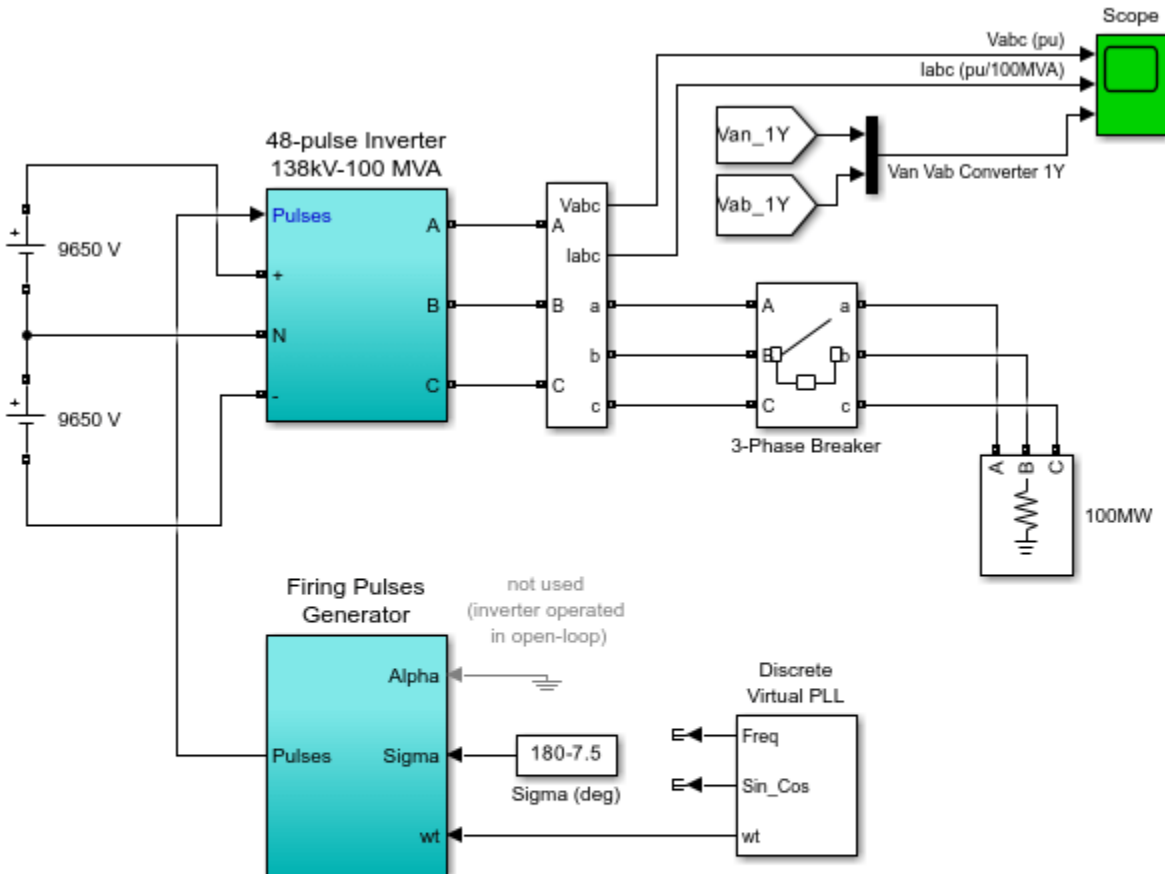 Scope
Vabc (pu)
Iabc (pu/100MVA)
Van_1Y
Vab_1Y
Van Vab Converter 1Y
48-pulse Inverter
138kV-100 MVA
Pulses
+
N
-
A
B
C
+
9650 V
+
9650 V
Vabc
A
Iabc
B
a
b
C
c
A
B
C
a
b
c
3-Phase Breaker
A
B
C
100MW
Firing Pulses
Generator
not used
(inverter operated
in open-loop)
Alpha
Pulses
Sigma
wt
180-7.5
Sigma (deg)
Discrete
Virtual PLL
Freq
Sin_Cos
wt